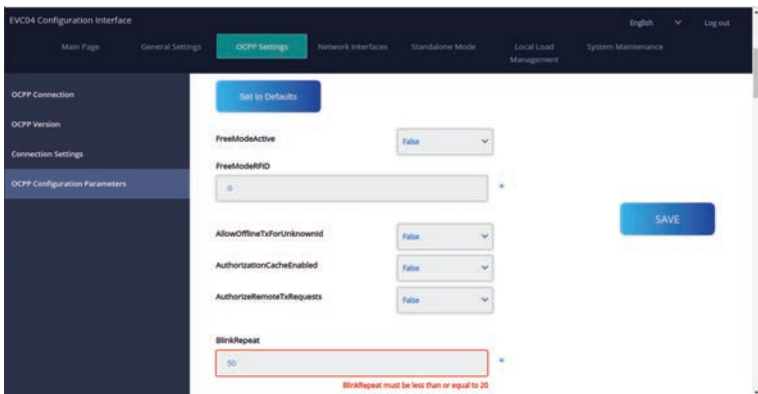 EVC04 Configuration Interface
English
Log out
Main Page
General Settings
OCPP Settings
Network Interfaces
Standalone Mode
Local Load
Management
System Maintenance
OCPP Connection
OCPP Version
Connection Settings
OCPP Configuration Parameters
Set to Defaults
FreeModeActive
False
FreeModeRFID
0
*
SAVE
AllowOfflineTxForUnknownId
False
AuthorizationCacheEnabled
False
AuthorizeRemoteTxRequests
False
BlinkRepeat
50
*
BlinkRepeat must be less than or equal to 20